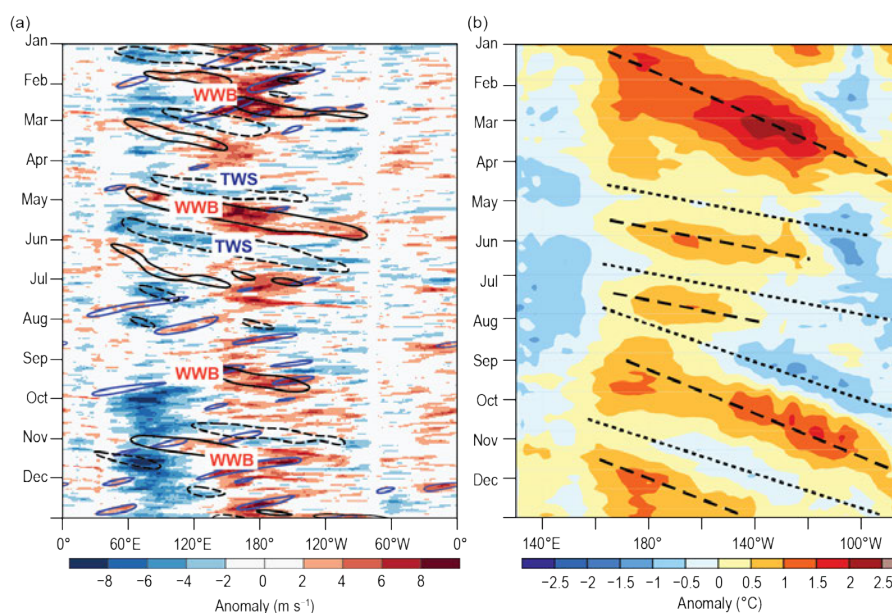 (a)
Jan
Feb
Mar
Apr
May
Jun
Jul
Aug
Sep
Oct
Nov
Dec
WWB
TWS
WWB
TWS
WWB
WWB
0° 60°E 120°E 180° 120°W 60°W 0°
−8 −6 −4 −2 0 2 4 6 8
Anomaly (m s⁻¹)
(b)
Jan
Feb
Mar
Apr
May
Jun
Jul
Aug
Sep
Oct
Nov
Dec
140°E 180° 140°W 100°W
−2.5 −2 −1.5 −1 −0.5 0 0.5 1 1.5 2 2.5
Anomaly (°C)